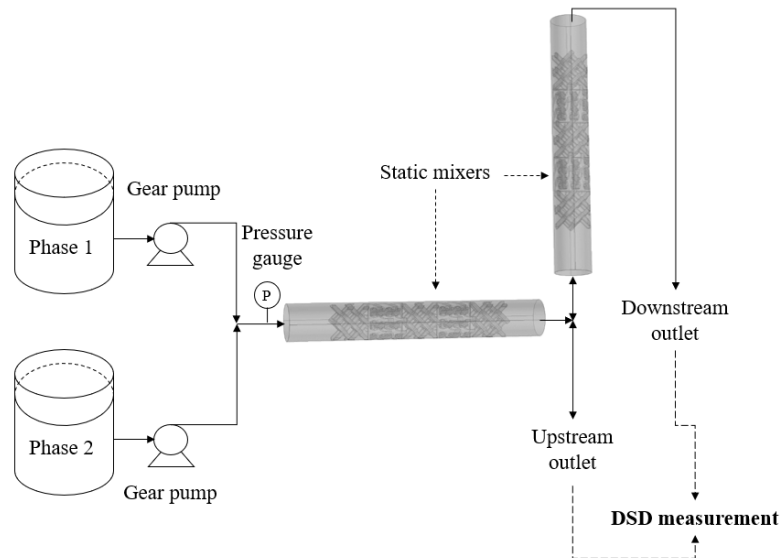 Static mixers
Gear pump
Phase 1
Pressure
gauge
P
Downstream
outlet
Phase 2
Gear pump
Upstream
outlet
DSD measurement